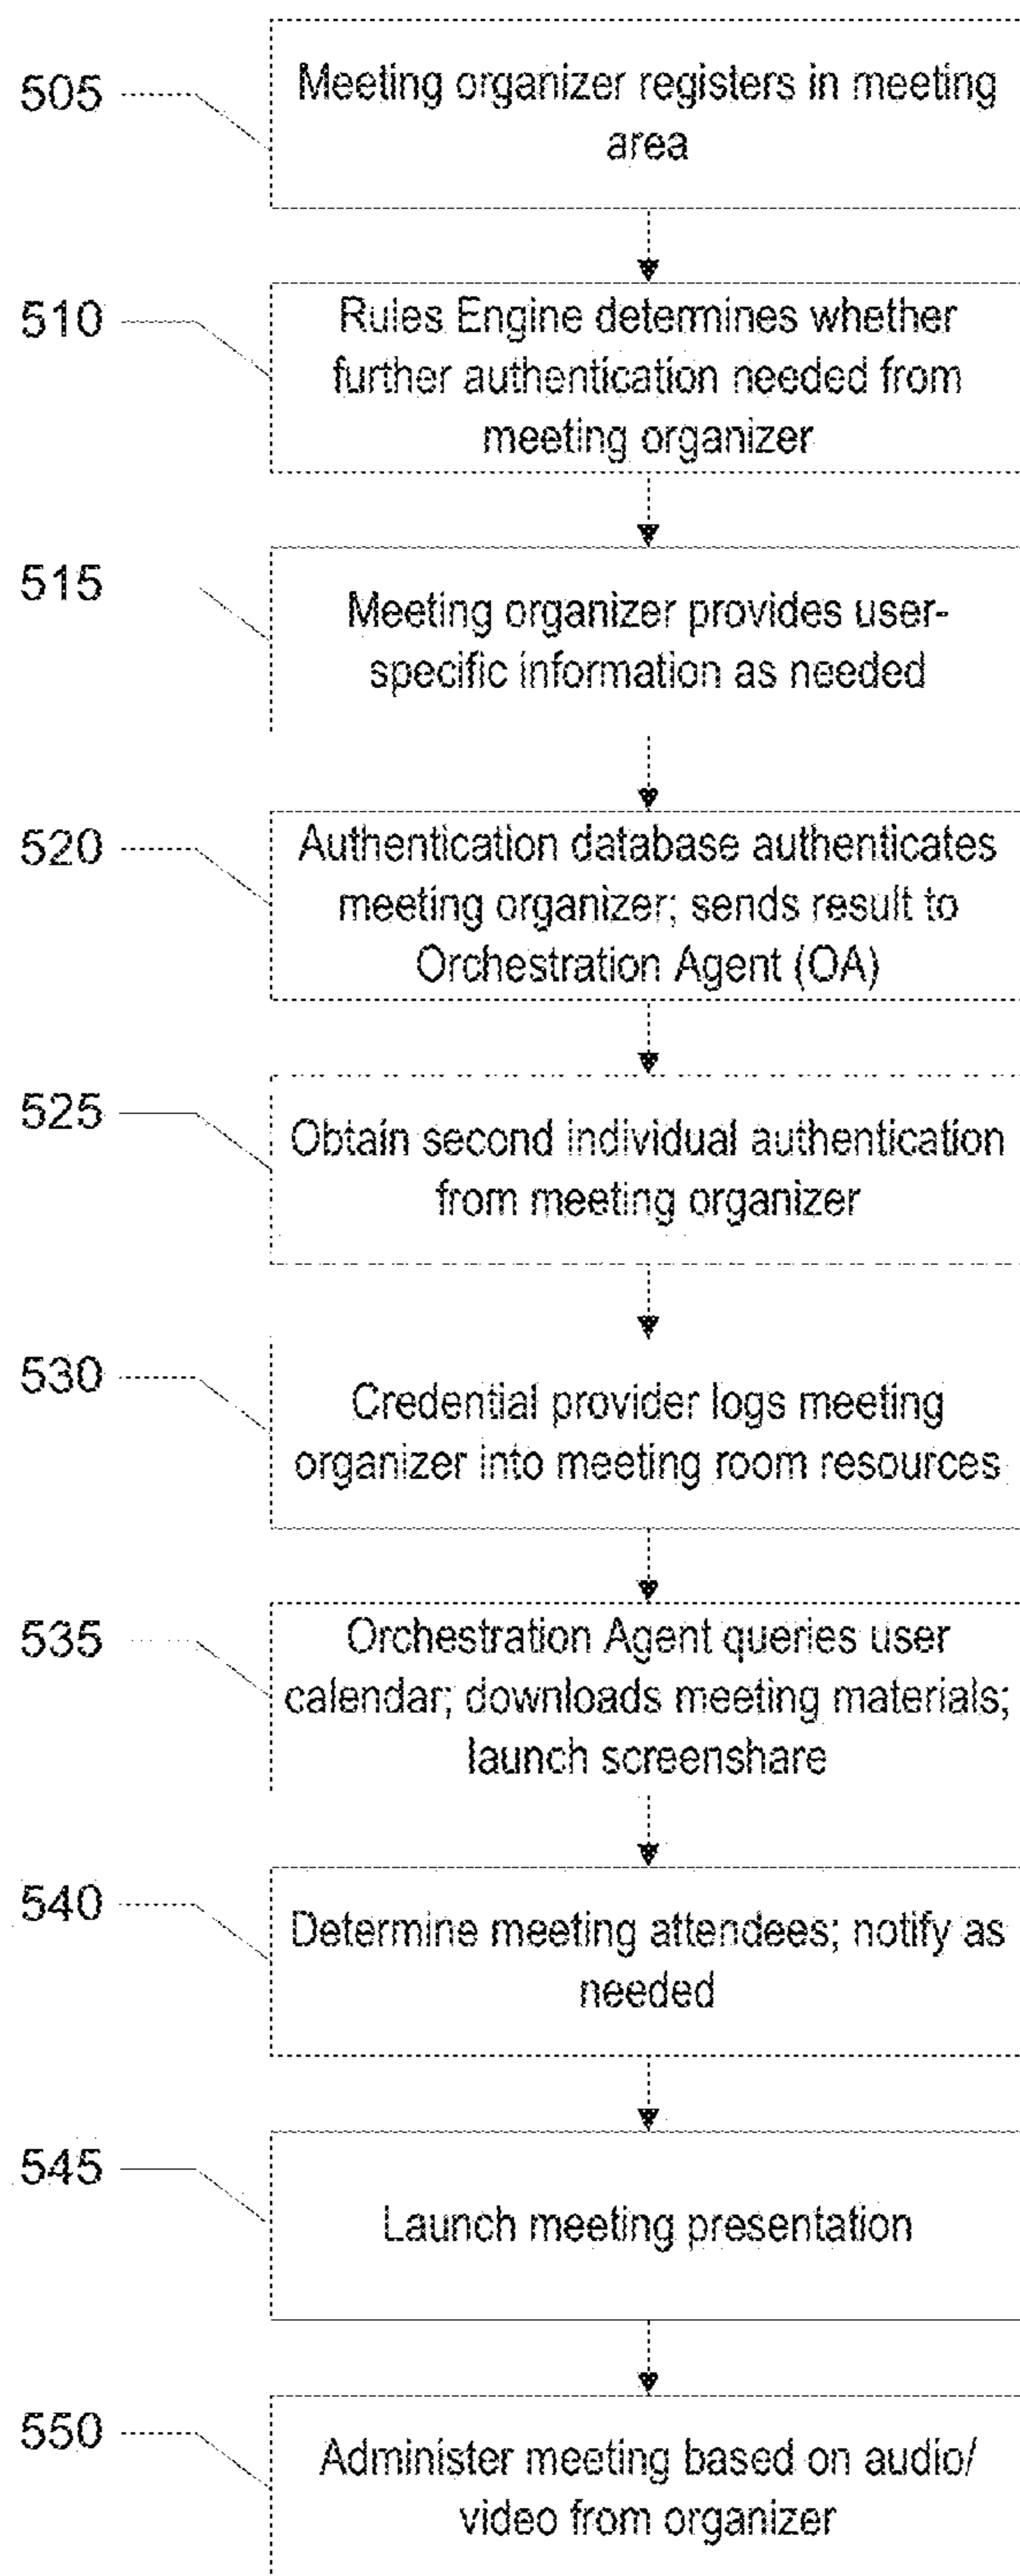 505
Meeting organizer registers in meeting
area
510
Rules Engine determines whether
further authentication needed from
meeting organizer
515
Meeting organizer provides user-
specific information as needed
520
Authentication database authenticates
meeting organizer; sends result to
Orchestration Agent (OA)
525
Obtain second individual authentication
from meeting organizer
530
Credential provider logs meeting
organizer into meeting room resources
535
Orchestration Agent queries user
calendar; downloads meeting materials;
launch screenshare
540
Determine meeting attendees; notify as
needed
545
Launch meeting presentation
550
Administer meeting based on audio/
video from organizer